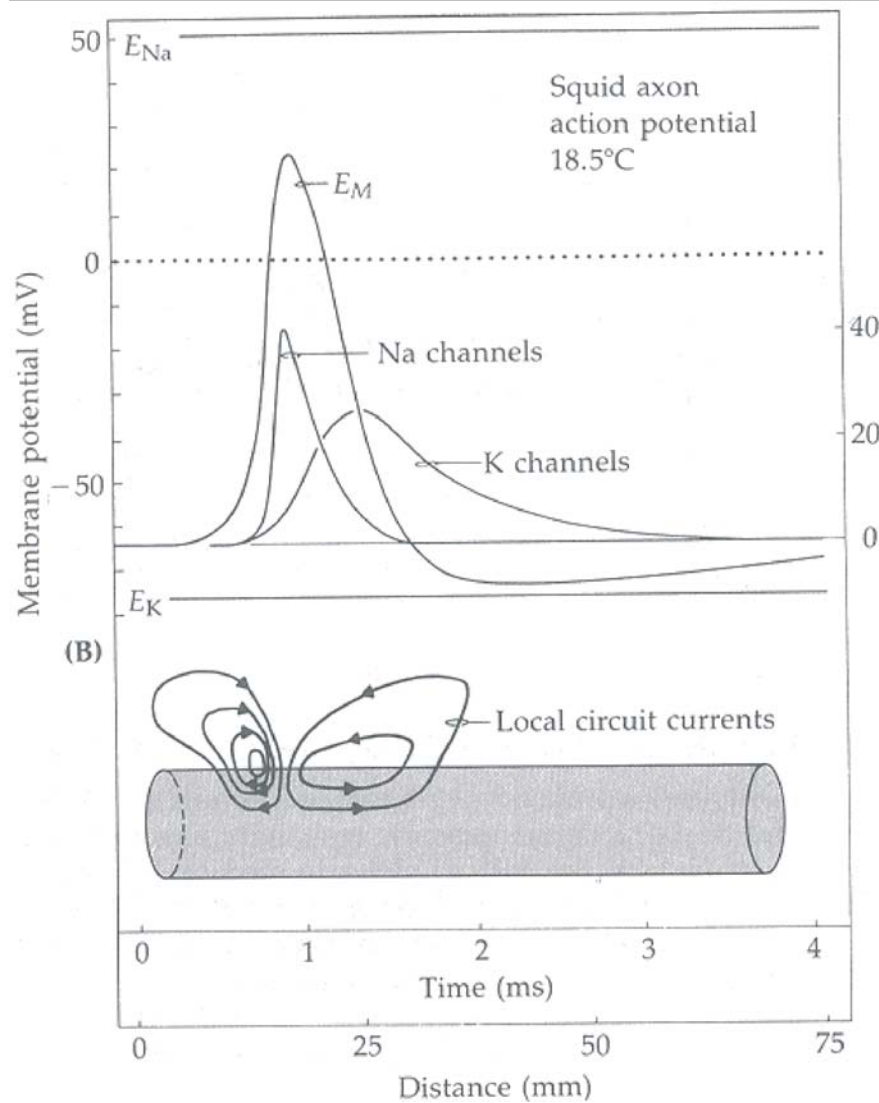 50
E_Na
Squid axon
action potential
18.5°C
E_M
0
Membrane potential (mV)
40
Na channels
20
K channels
−50
0
E_K
(B)
Local circuit currents
0 1 2 3 4
Time (ms)
0 25 50 75
Distance (mm)